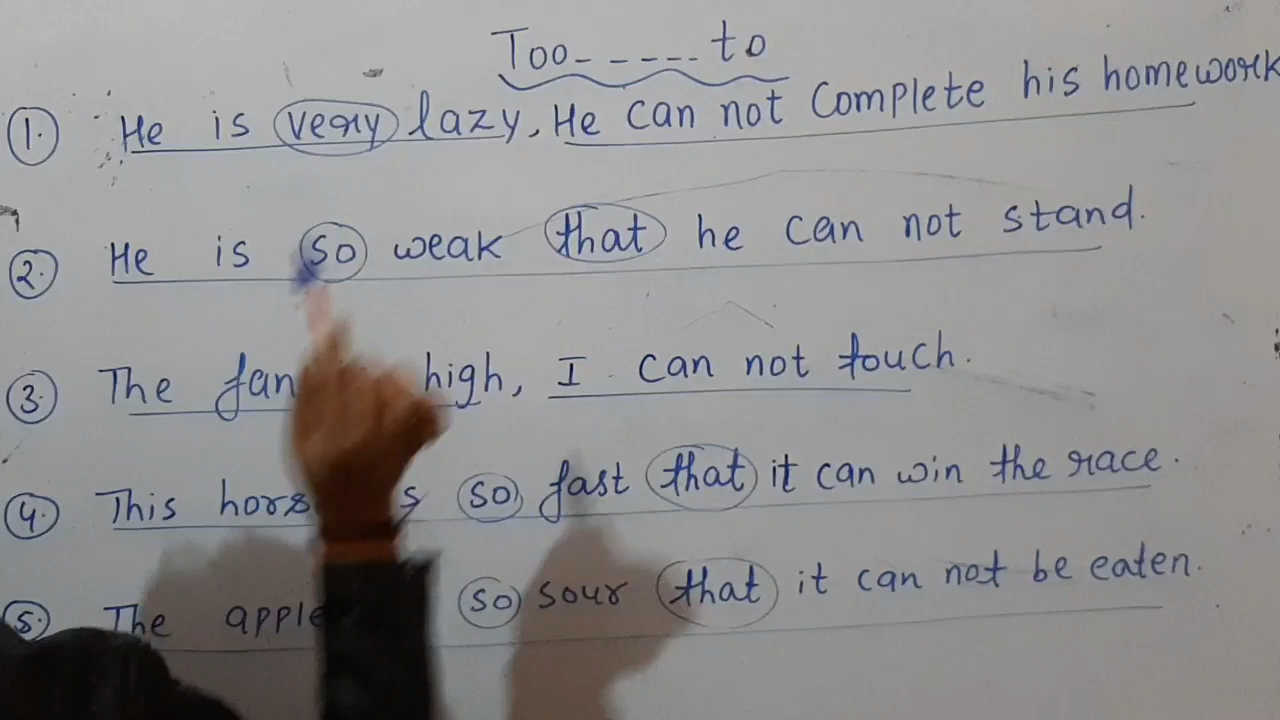 Too- - - - - - to
1. He is very lazy, He can not complete his homework
2. He is so weak that he can not stand.
3. The fan high, I can not touch.
4. This hors s so fast that it can win the race.
5. The apple so sour that it can not be eaten.